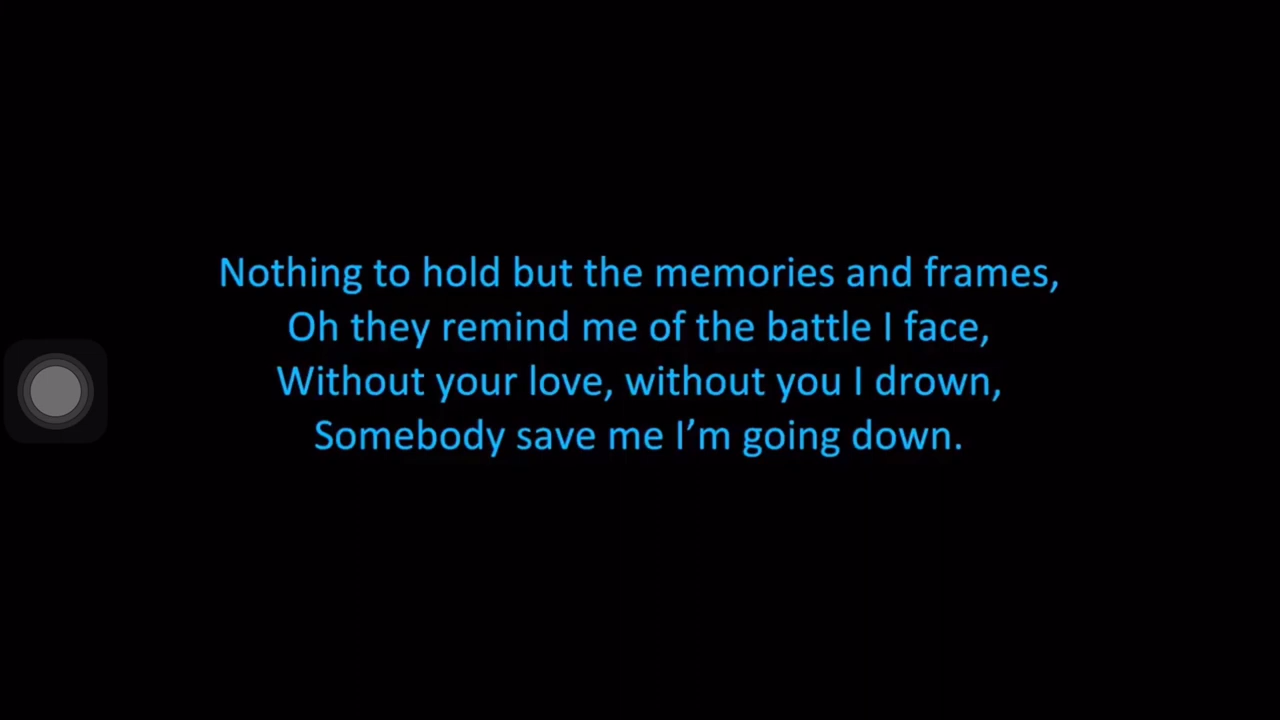 Nothing to hold but the memories and frames,
Oh they remind me of the battle I face,
Without your love, without you I drown,
Somebody save me I’m going down.